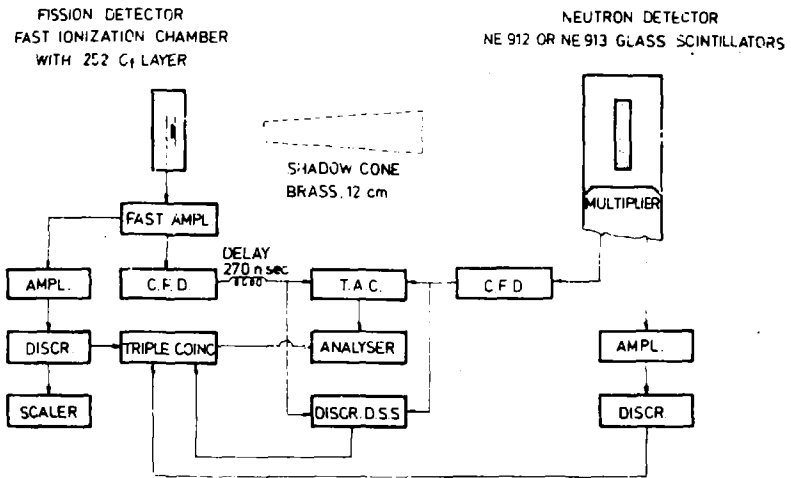 FISSION DETECTOR
FAST IONIZATION CHAMBER
WITH 252 Cf LAYER
NEUTRON DETECTOR
NE 912 OR NE 913 GLASS SCINTILLATORS
SHADOW CONE
BRASS, 12 cm
MULTIPLIER
FAST AMPL
DELAY
270 n sec
AMPL.
C.F.D.
T.A.C.
C.F.D
DISCR.
TRIPLE COINC
ANALYSER
AMPL.
SCALER
DISCR. D.S.S
DISCR.